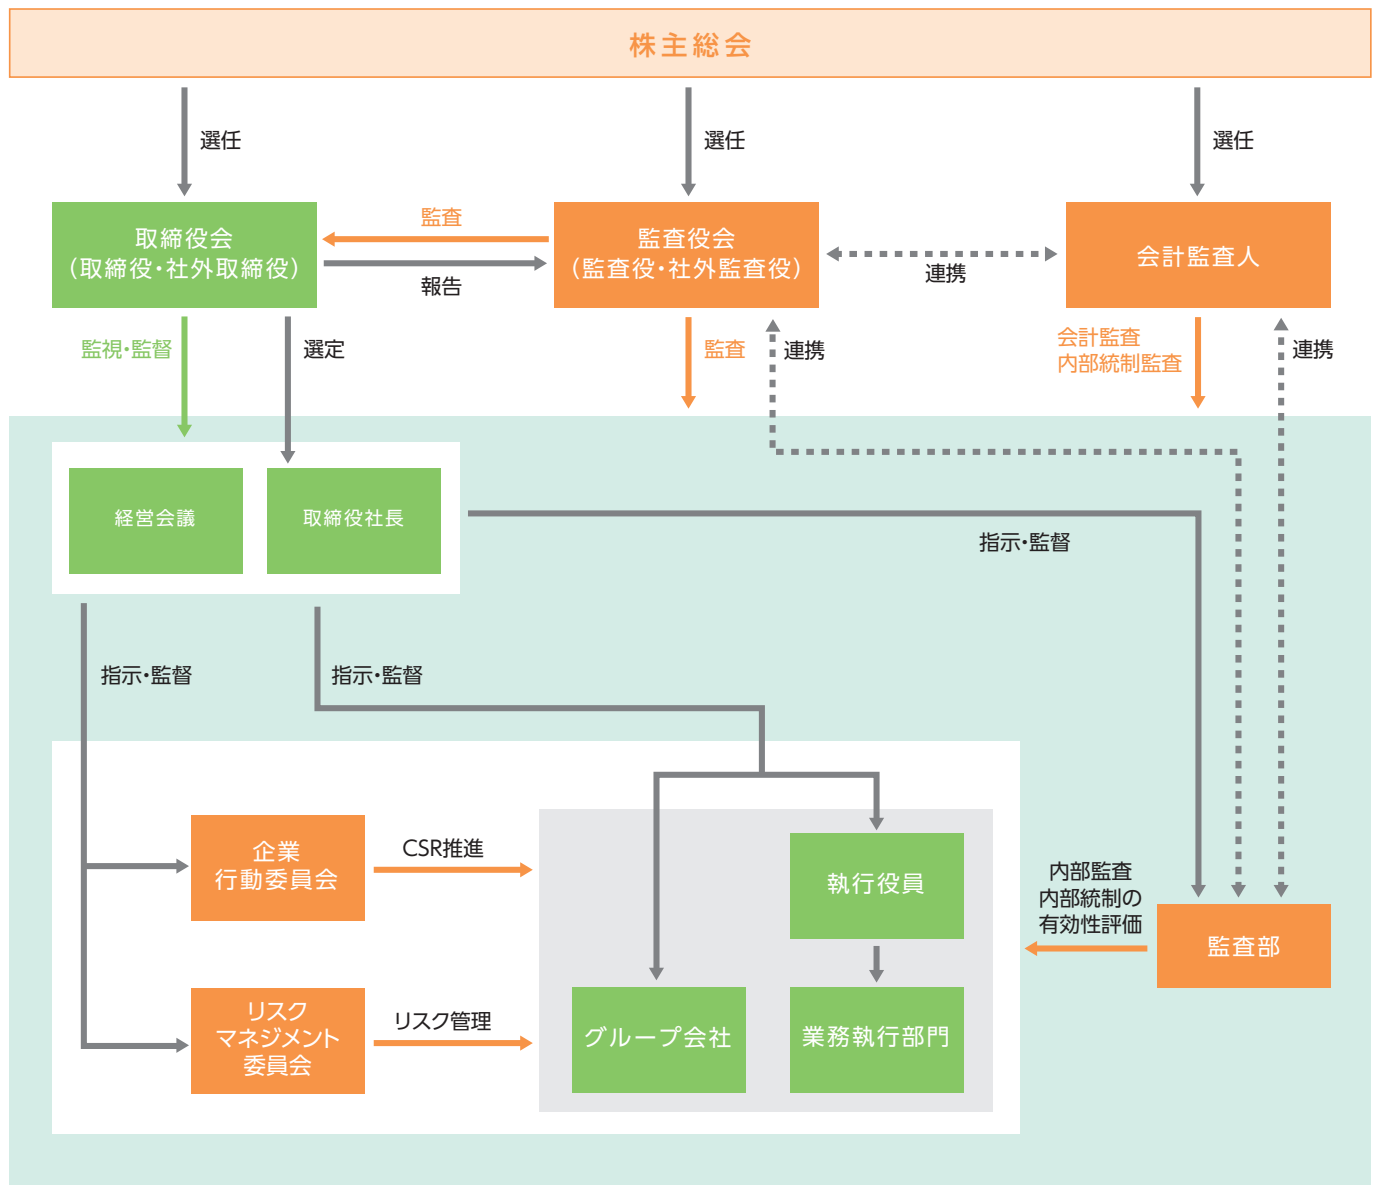 株主総会
選任
選任
選任
取締役会
（取締役・社外取締役）
監査
報告
監査役会
（監査役・社外監査役）
連携
会計監査人
監視・監督
選定
監査
連携
会計監査
内部統制監査
連携
経営会議
取締役社長
指示・監督
指示・監督
指示・監督
企業
行動委員会
CSR推進
執行役員
内部監査
内部統制の
有効性評価
監査部
リスク
マネジメント
委員会
リスク管理
グループ会社
業務執行部門